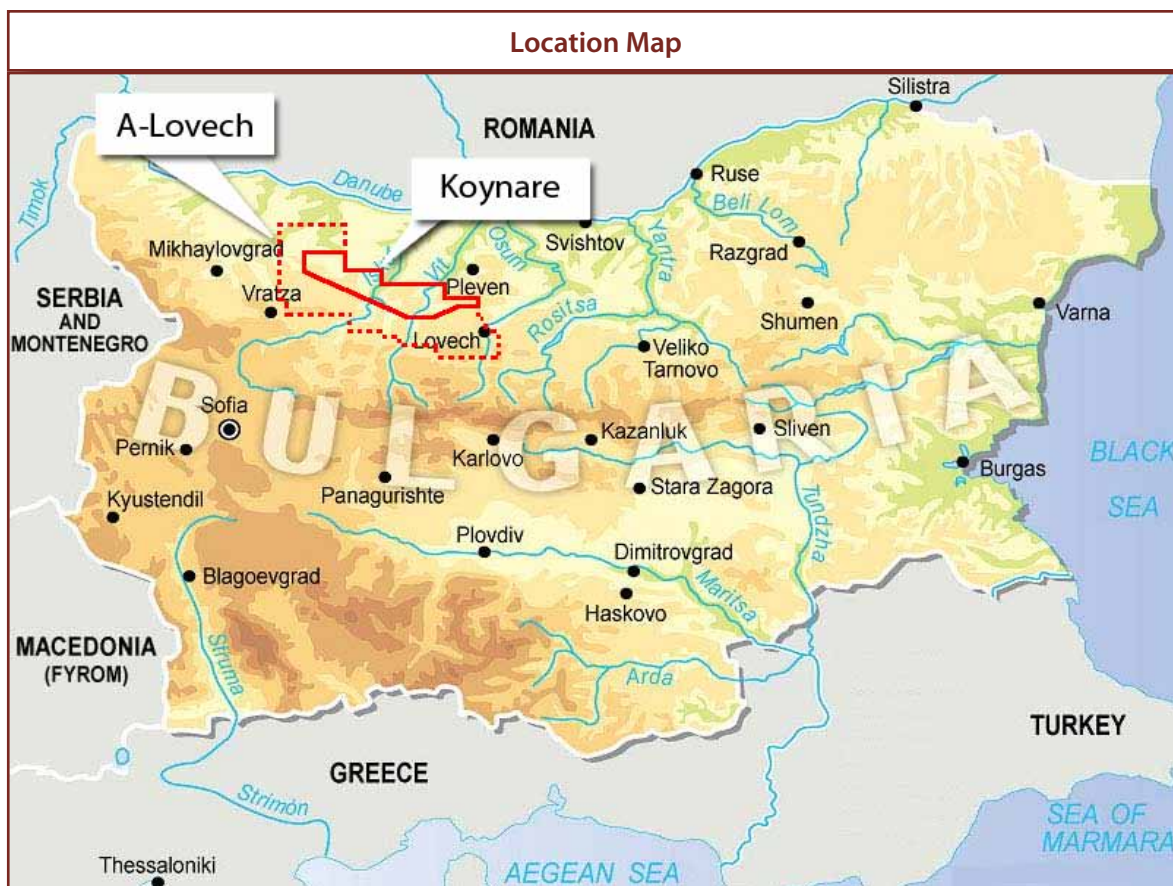 Location Map
Silistra
A-Lovech
ROMANIA
Koynare
Ruse
Danube
Timok
Beli Lom
Svishtov
Osum
Yantra
Razgrad
Mikhaylovgrad
Vit
Pleven
Vratza
SERBIA
AND
MONTENEGRO
Rositsa
Shumen
Varna
Lovech
Veliko
Tarnovo
BULGARIA
Sofia
Pernik
Karlovo
Kazanluk
Sliven
BLACK
SEA
Burgas
Kyustendil
Panagurishte
Stara Zagora
Tundzha
Plovdiv
Dimitrovgrad
Blagoevgrad
Haskovo
Maritsa
MACEDONIA
(FYROM)
Struma
Arda
TURKEY
GREECE
Strimón
SEA OF
MARMARA
Thessaloniki
AEGEAN SEA